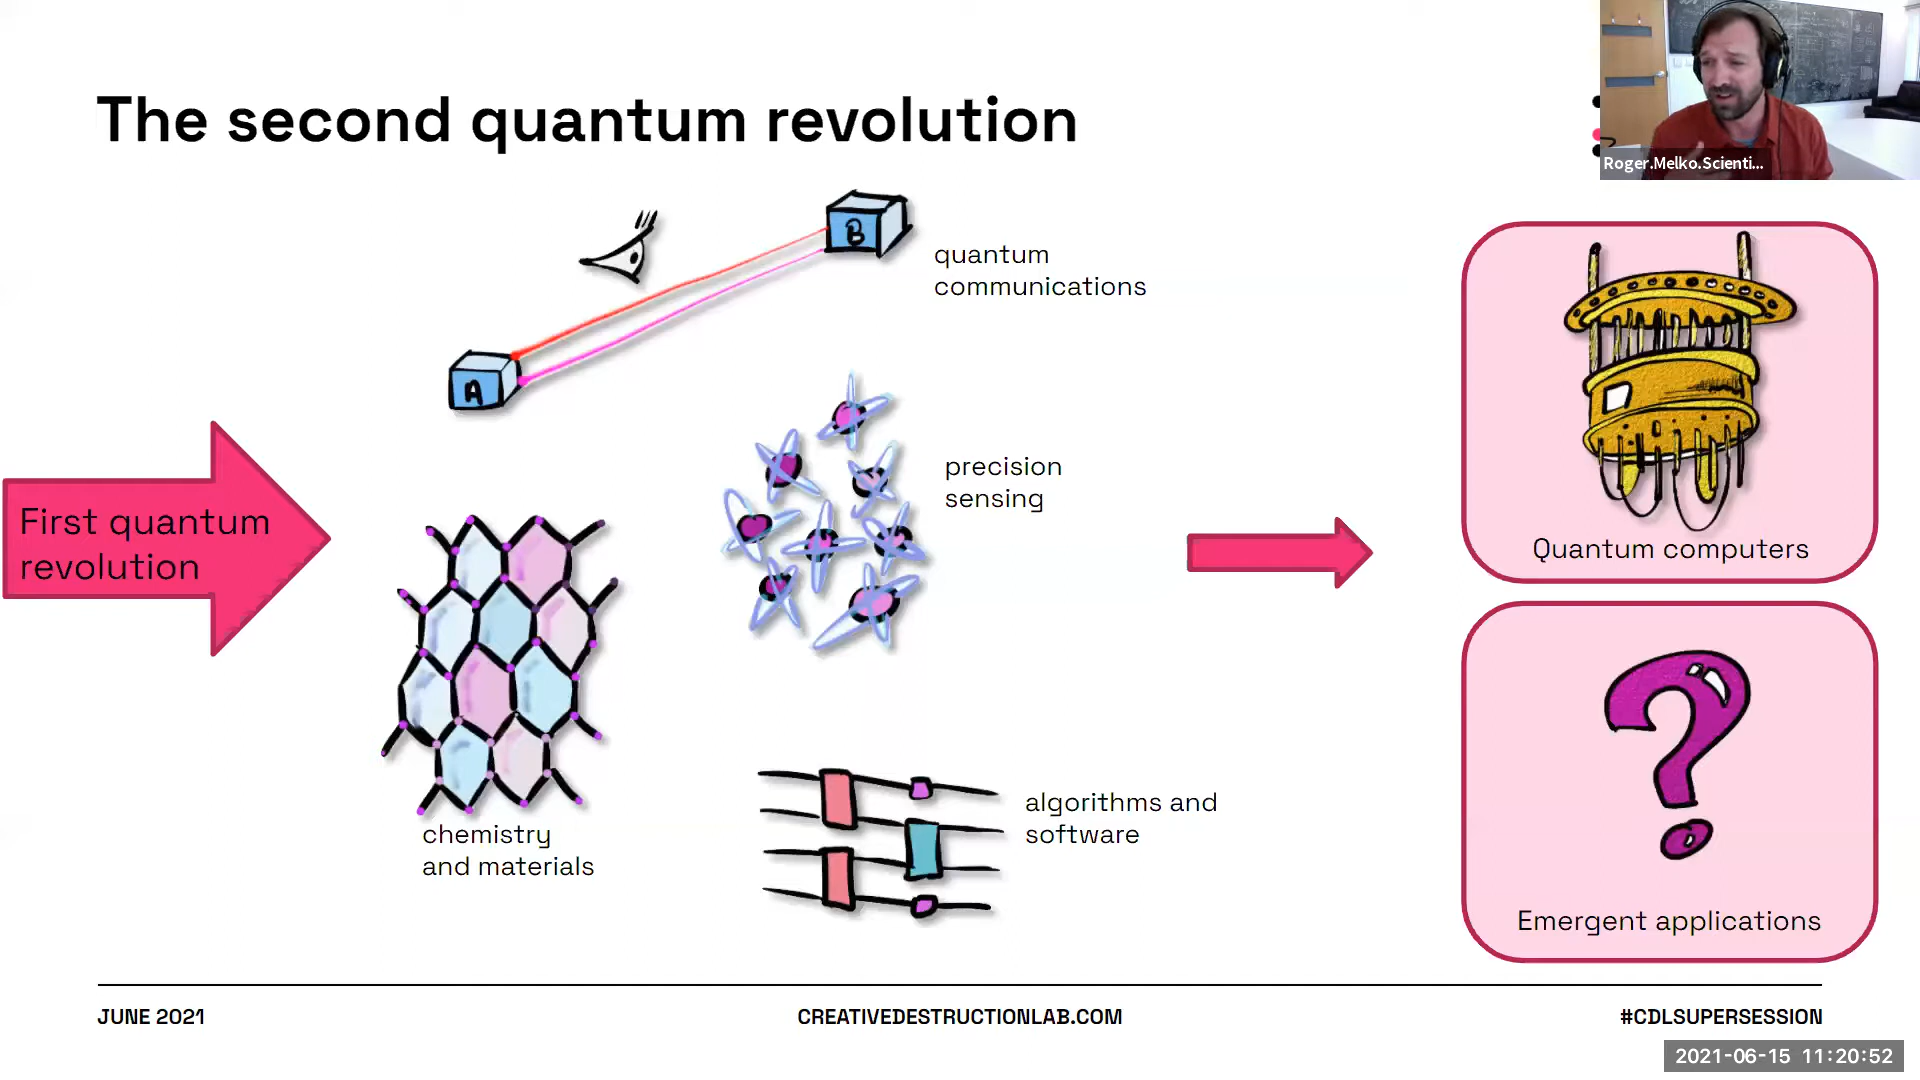 The second quantum revolution
Roger.Melko.Scienti...
B
quantum
communications
A
precision
sensing
First quantum
revolution
Quantum computers
algorithms and
software
chemistry
and materials
?
Emergent applications
JUNE 2021
CREATIVEDESTRUCTIONLAB.COM
#CDLSUPERSESSION
2021-06-15 11:20:52